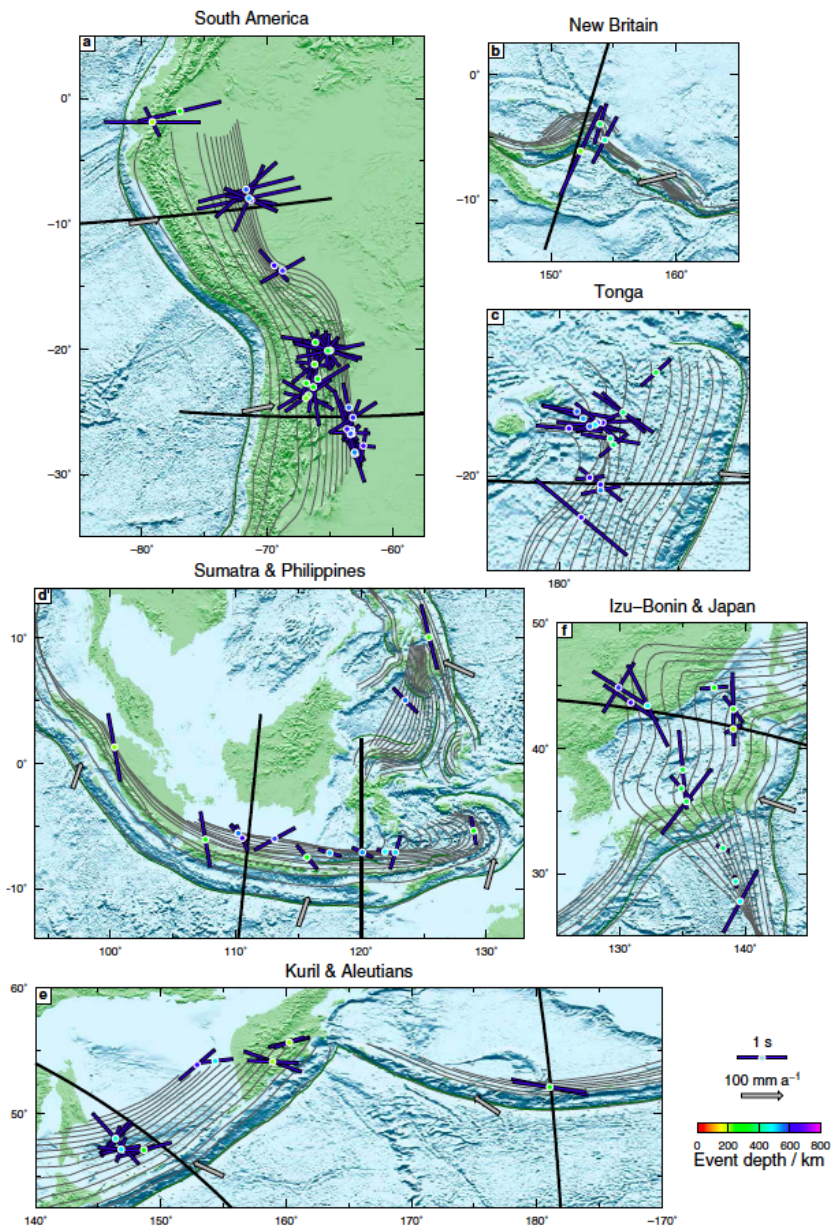 South America
a
0°
−10°
−20°
−30°
−80° −70° −60°
New Britain
b
0°
−10°
150° 160°
Tonga
c
−20°
180°
Sumatra & Philippines
d
10°
0°
-10°
100° 110° 120° 130°
Izu−Bonin & Japan
f
50°
40°
30°
130° 140°
Kuril & Aleutians
e
60°
50°
40°
140° 150° 160° 170° 180° −170°
1 s
100 mm a⁻¹
0 200 400 600 800
Event depth / km